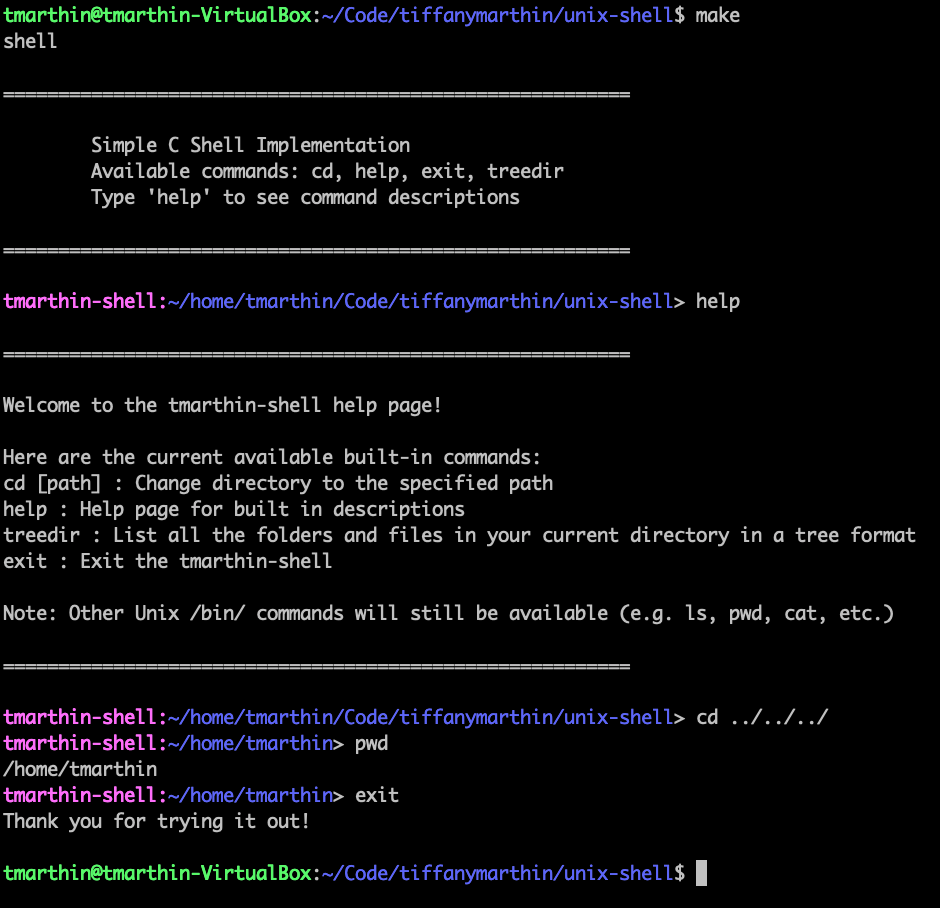 tmarthin@tmarthin-VirtualBox:~/Code/tiffanymarthin/unix-shell$ make
shell
=========================================================
Simple C Shell Implementation
Available commands: cd, help, exit, treedir
Type 'help' to see command descriptions
=========================================================
tmarthin-shell:~/home/tmarthin/Code/tiffanymarthin/unix-shell> help
=========================================================
Welcome to the tmarthin-shell help page!
Here are the current available built-in commands:
cd [path] : Change directory to the specified path
help : Help page for built in descriptions
treedir : List all the folders and files in your current directory in a tree format
exit : Exit the tmarthin-shell
Note: Other Unix /bin/ commands will still be available (e.g. ls, pwd, cat, etc.)
=========================================================
tmarthin-shell:~/home/tmarthin/Code/tiffanymarthin/unix-shell> cd ../../../
tmarthin-shell:~/home/tmarthin> pwd
/home/tmarthin
tmarthin-shell:~/home/tmarthin> exit
Thank you for trying it out!
tmarthin@tmarthin-VirtualBox:~/Code/tiffanymarthin/unix-shell$